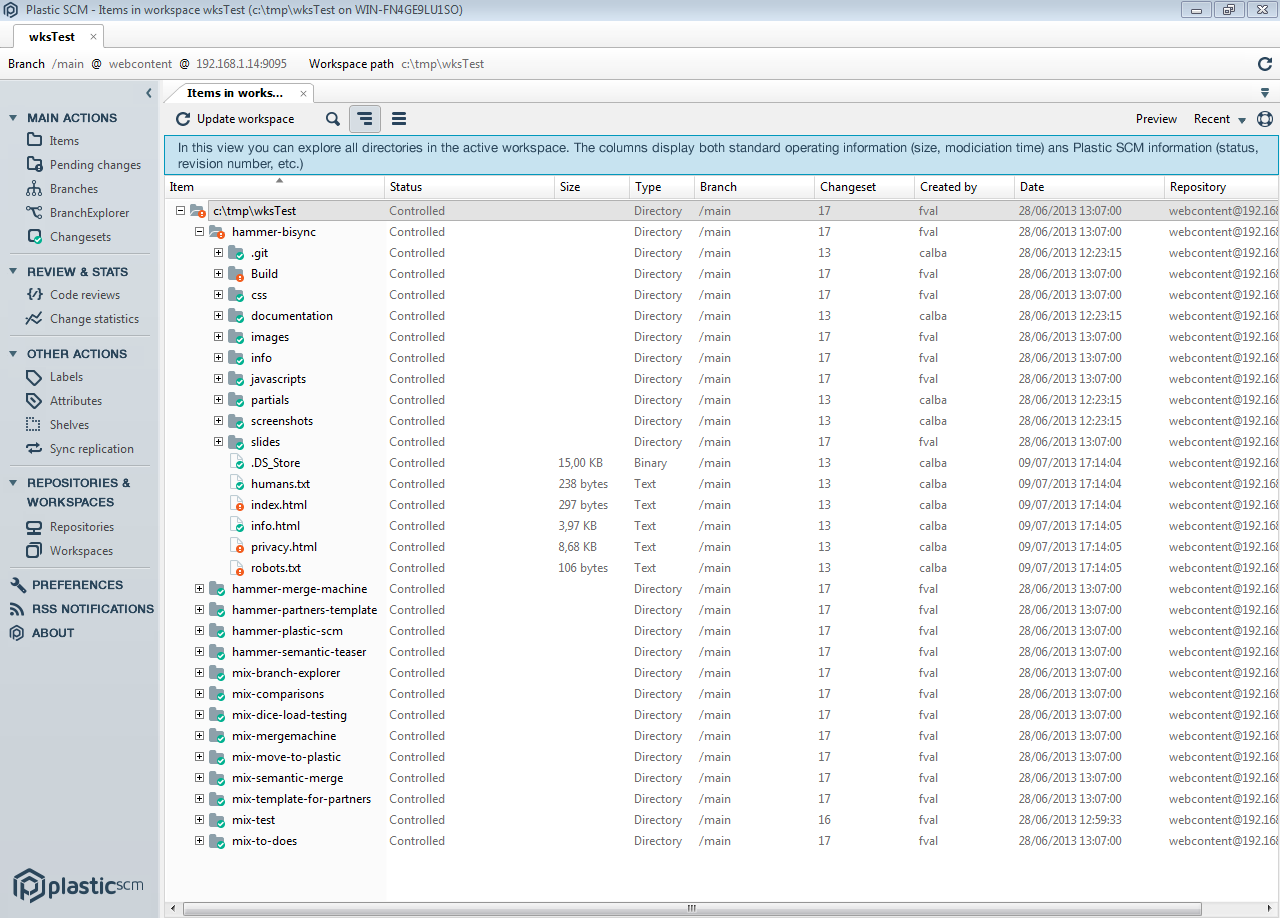 Plastic SCM - Items in workspace wksTest (c:\tmp\wksTest on WIN-FN4GE9LU1SO)
wksTest
Branch /main @ webcontent @ 192.168.1.14:9095 Workspace path c:\tmp\wksTest
MAIN ACTIONS
Items
Pending changes
Branches
BranchExplorer
Changesets
REVIEW & STATS
Code reviews
Change statistics
OTHER ACTIONS
Labels
Attributes
Shelves
Sync replication
REPOSITORIES &
WORKSPACES
Repositories
Workspaces
PREFERENCES
RSS NOTIFICATIONS
ABOUT
plasticscm
Items in works...
Update workspace Preview Recent
In this view you can explore all directories in the active workspace. The columns display both standard operating information (size, modiciation time) ans Plastic SCM information (status,
revision number, etc.)
Item Status Size Type Branch Changeset Created by Date Repository
c:\tmp\wksTest Controlled Directory /main 17 fval 28/06/2013 13:07:00 webcontent@192.168
hammer-bisync Controlled Directory /main 17 fval 28/06/2013 13:07:00 webcontent@192.168
.git Controlled Directory /main 13 calba 28/06/2013 12:23:15 webcontent@192.168
Build Controlled Directory /main 17 fval 28/06/2013 13:07:00 webcontent@192.168
css Controlled Directory /main 17 fval 28/06/2013 13:07:00 webcontent@192.168
documentation Controlled Directory /main 13 calba 28/06/2013 12:23:15 webcontent@192.168
images Controlled Directory /main 17 fval 28/06/2013 13:07:00 webcontent@192.168
info Controlled Directory /main 17 fval 28/06/2013 13:07:00 webcontent@192.168
javascripts Controlled Directory /main 17 fval 28/06/2013 13:07:00 webcontent@192.168
partials Controlled Directory /main 13 calba 28/06/2013 12:23:15 webcontent@192.168
screenshots Controlled Directory /main 13 calba 28/06/2013 12:23:15 webcontent@192.168
slides Controlled Directory /main 17 fval 28/06/2013 13:07:00 webcontent@192.168
.DS_Store Controlled 15,00 KB Binary /main 13 calba 09/07/2013 17:14:04 webcontent@192.168
humans.txt Controlled 238 bytes Text /main 13 calba 09/07/2013 17:14:04 webcontent@192.168
index.html Controlled 297 bytes Text /main 13 calba 09/07/2013 17:14:04 webcontent@192.168
info.html Controlled 3,97 KB Text /main 13 calba 09/07/2013 17:14:05 webcontent@192.168
privacy.html Controlled 8,68 KB Text /main 13 calba 09/07/2013 17:14:05 webcontent@192.168
robots.txt Controlled 106 bytes Text /main 13 calba 09/07/2013 17:14:05 webcontent@192.168
hammer-merge-machine Controlled Directory /main 17 fval 28/06/2013 13:07:00 webcontent@192.168
hammer-partners-template Controlled Directory /main 17 fval 28/06/2013 13:07:00 webcontent@192.168
hammer-plastic-scm Controlled Directory /main 17 fval 28/06/2013 13:07:00 webcontent@192.168
hammer-semantic-teaser Controlled Directory /main 17 fval 28/06/2013 13:07:00 webcontent@192.168
mix-branch-explorer Controlled Directory /main 17 fval 28/06/2013 13:07:00 webcontent@192.168
mix-comparisons Controlled Directory /main 17 fval 28/06/2013 13:07:00 webcontent@192.168
mix-dice-load-testing Controlled Directory /main 17 fval 28/06/2013 13:07:00 webcontent@192.168
mix-mergemachine Controlled Directory /main 17 fval 28/06/2013 13:07:00 webcontent@192.168
mix-move-to-plastic Controlled Directory /main 17 fval 28/06/2013 13:07:00 webcontent@192.168
mix-semantic-merge Controlled Directory /main 17 fval 28/06/2013 13:07:00 webcontent@192.168
mix-template-for-partners Controlled Directory /main 17 fval 28/06/2013 13:07:00 webcontent@192.168
mix-test Controlled Directory /main 16 fval 28/06/2013 12:59:33 webcontent@192.168
mix-to-does Controlled Directory /main 17 fval 28/06/2013 13:07:00 webcontent@192.168